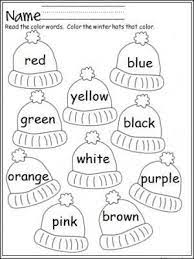 Name
Read the color words. Color the winter hats that color.
red
blue
yellow
green
black
white
orange
purple
pink
brown